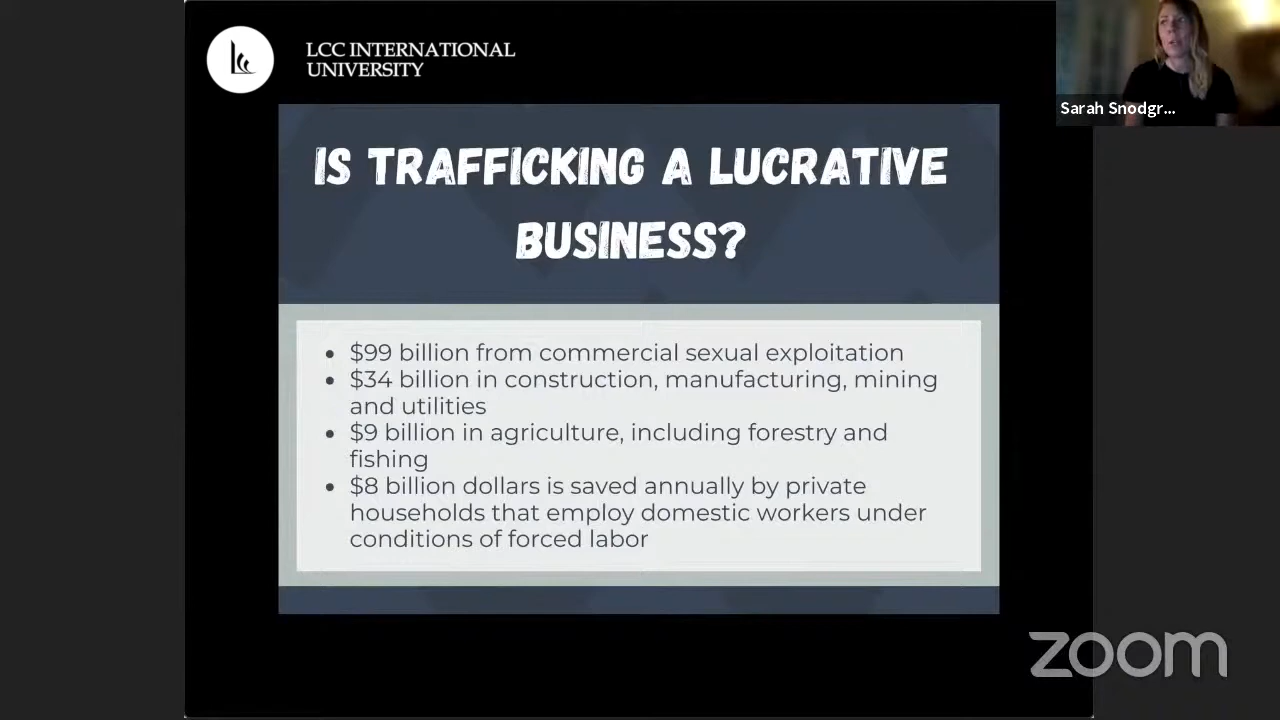 LCC INTERNATIONAL
UNIVERSITY
Sarah Snodgr...
IS TRAFFICKING A LUCRATIVE
BUSINESS?
• $99 billion from commercial sexual exploitation
• $34 billion in construction, manufacturing, mining
and utilities
• $9 billion in agriculture, including forestry and
fishing
• $8 billion dollars is saved annually by private
households that employ domestic workers under
conditions of forced labor
zoom